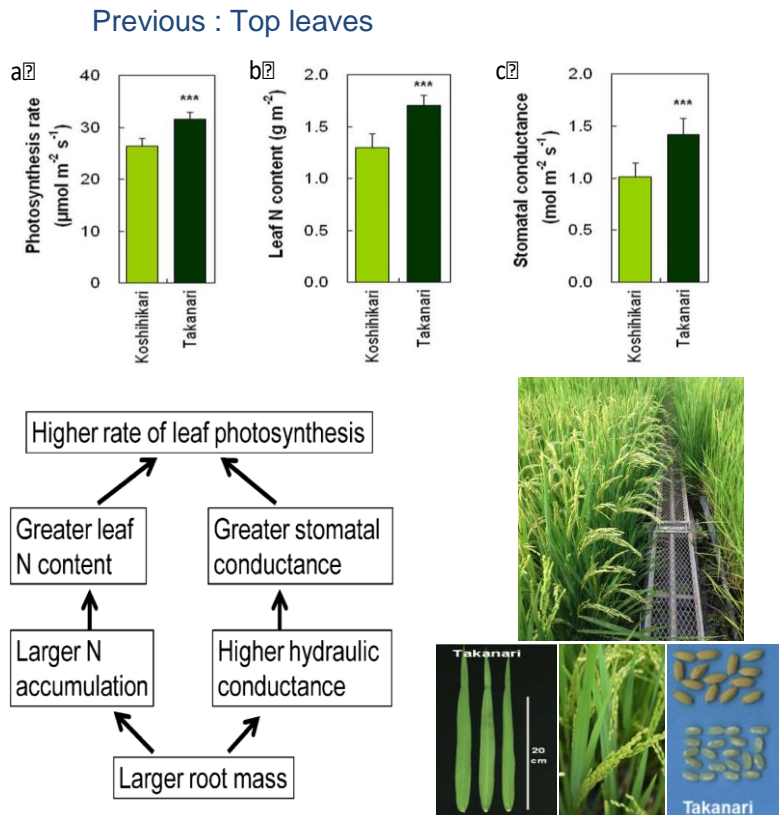 Previous : Top leaves
a
b
c
Photosynthesis rate
(µmol m⁻² s⁻¹)
40
30
20
10
0
***
Koshihikari
Takanari
Leaf N content (g m⁻²)
2.0
1.5
1.0
0.5
0.0
***
Koshihikari
Takanari
Stomatal conductance
(mol m⁻² s⁻¹)
2.0
1.5
1.0
0.5
0.0
***
Koshihikari
Takanari
Higher rate of leaf photosynthesis
Greater leaf
N content
Greater stomatal
conductance
Larger N
accumulation
Higher hydraulic
conductance
Larger root mass
Takanari
20
cm
Takanari